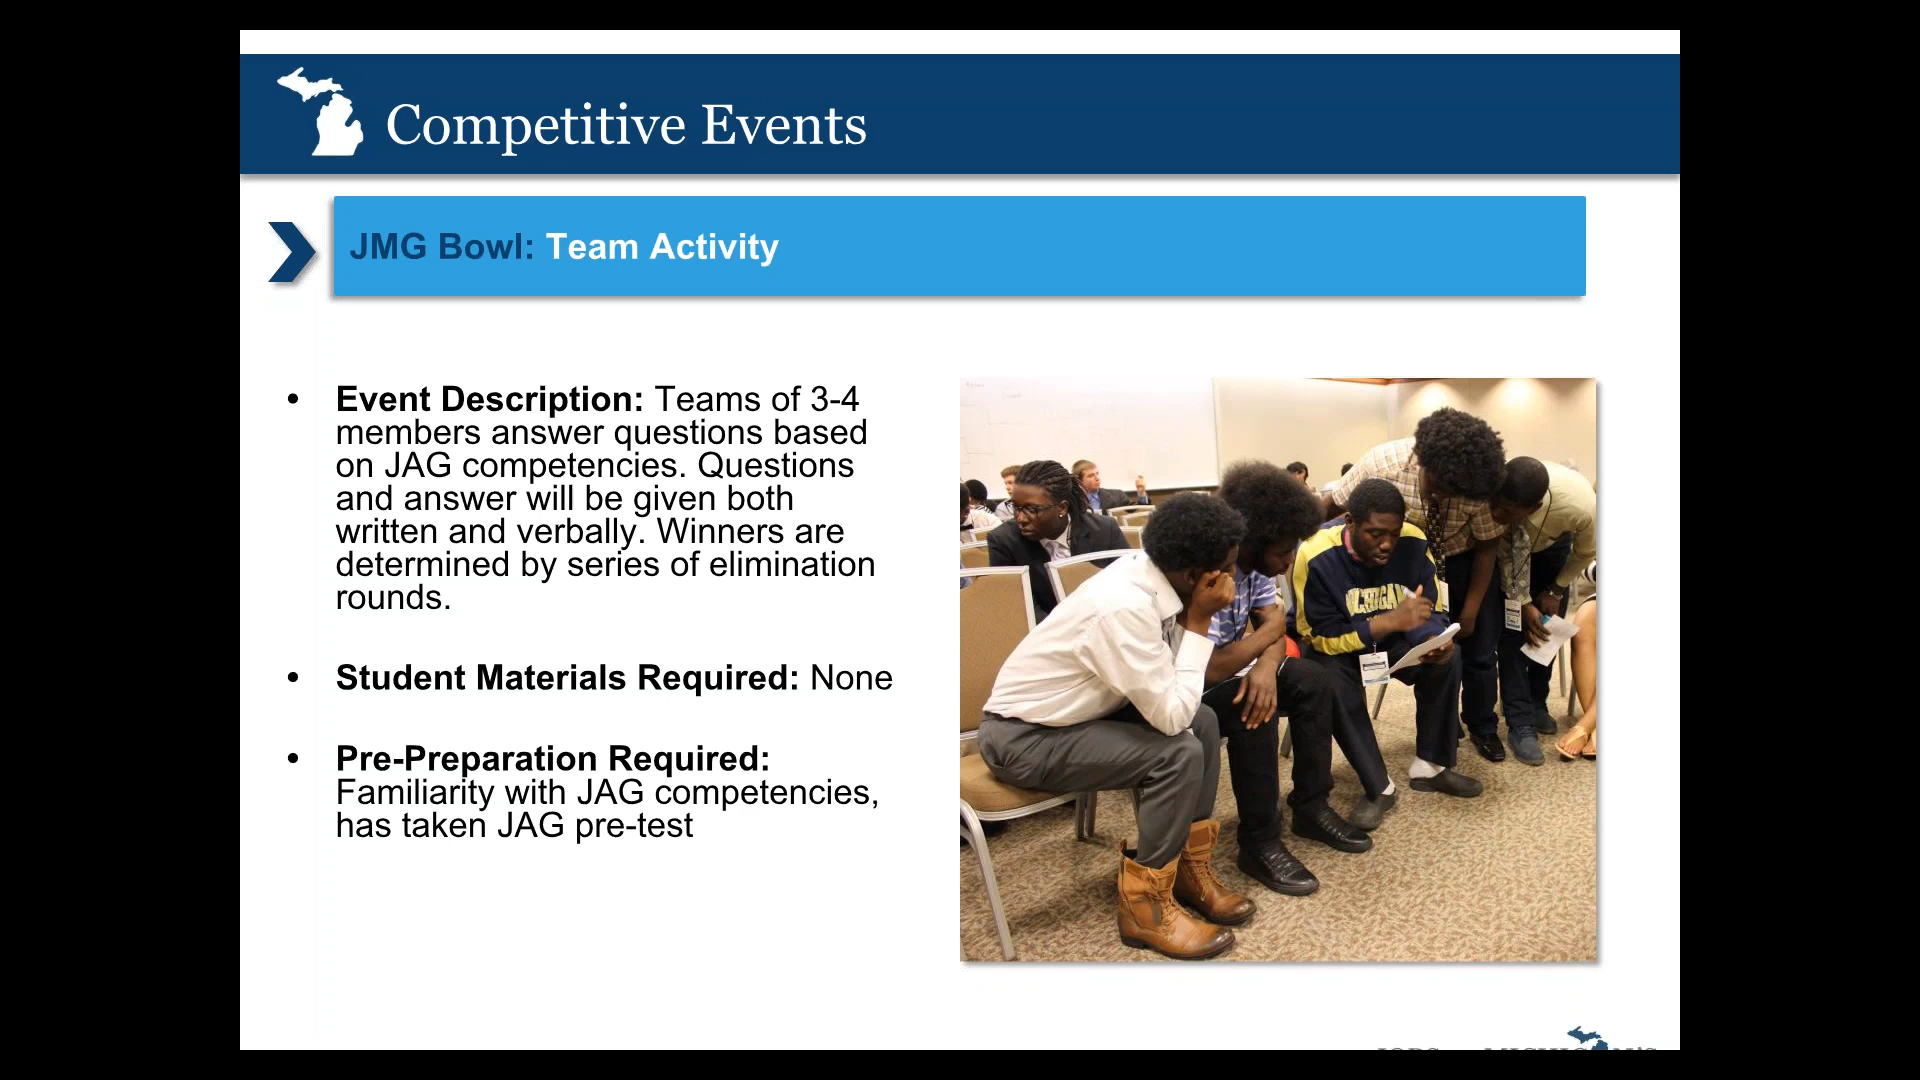 Competitive Events
JMG Bowl: Team Activity
• Event Description: Teams of 3-4
members answer questions based
on JAG competencies. Questions
and answer will be given both
written and verbally. Winners are
determined by series of elimination
rounds.
• Student Materials Required: None
• Pre-Preparation Required:
Familiarity with JAG competencies,
has taken JAG pre-test